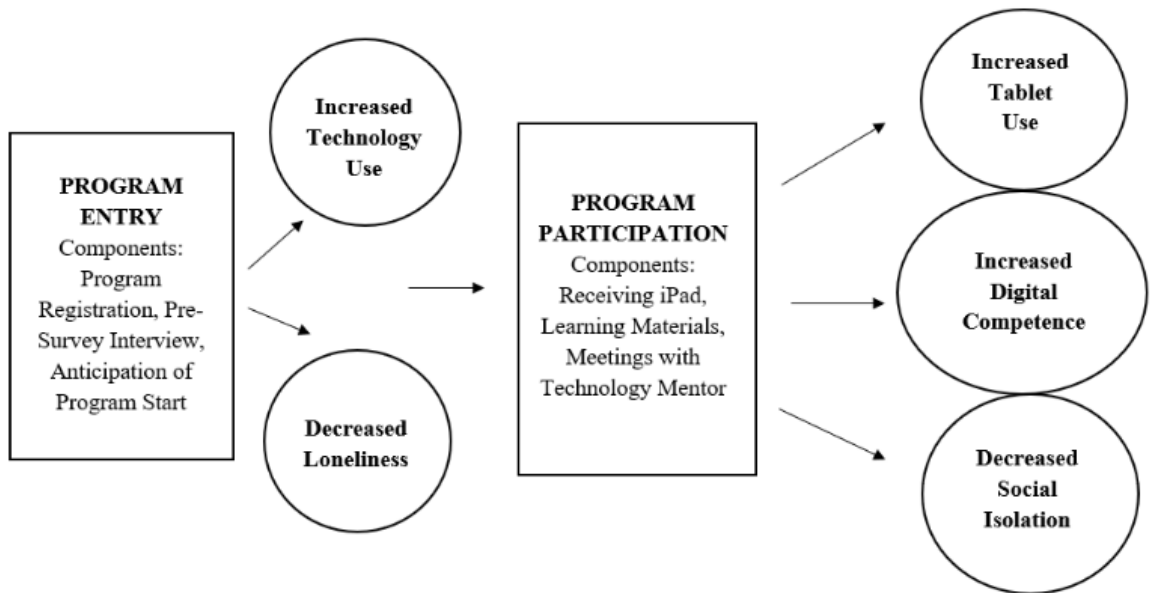 PROGRAM
ENTRY
Components:
Program
Registration, Pre-
Survey Interview,
Anticipation of
Program Start
Increased
Technology
Use
Decreased
Loneliness
PROGRAM
PARTICIPATION
Components:
Receiving iPad,
Learning Materials,
Meetings with
Technology Mentor
Increased
Tablet
Use
Increased
Digital
Competence
Decreased
Social
Isolation